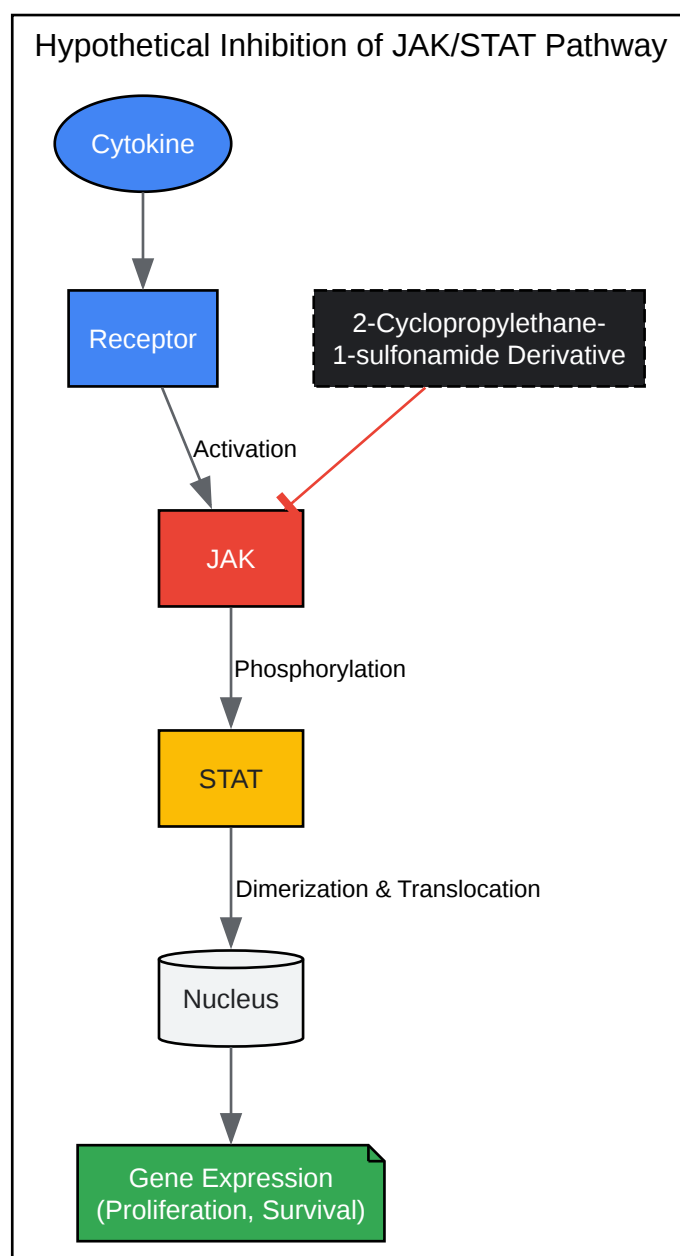 Hypothetical Inhibition of JAK/STAT Pathway
Cytokine
Receptor
2-Cyclopropylethane-
1-sulfonamide Derivative
Activation
JAK
Phosphorylation
STAT
Dimerization & Translocation
Nucleus
Gene Expression
(Proliferation, Survival)